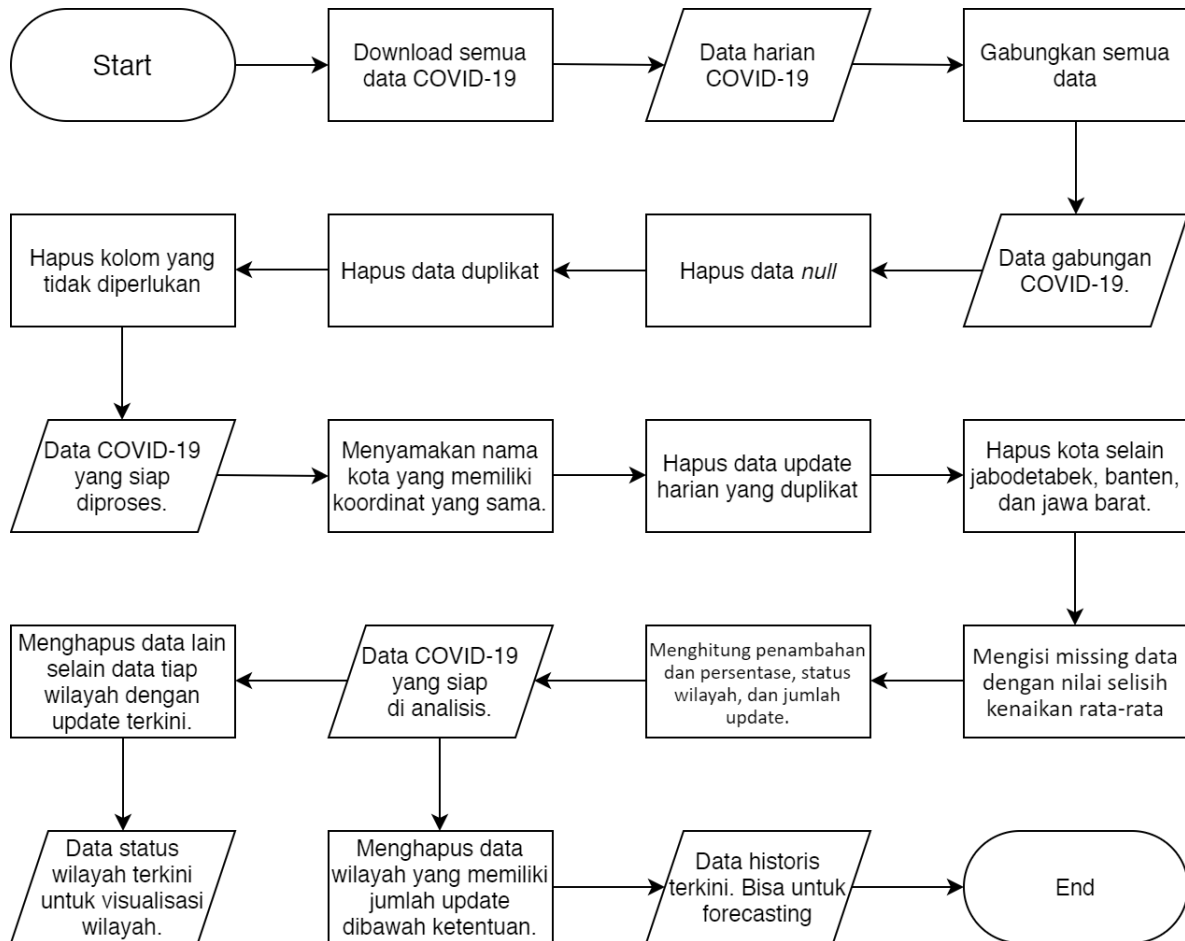 Start
Download semua
data COVID-19
Data harian
COVID-19
Gabungkan semua
data
Data gabungan
COVID-19.
Hapus data null
Hapus data duplikat
Hapus kolom yang
tidak diperlukan
Data COVID-19
yang siap
diproses.
Menyamakan nama
kota yang memiliki
koordinat yang sama.
Hapus data update
harian yang duplikat
Hapus kota selain
jabodetabek, banten,
dan jawa barat.
Mengisi missing data
dengan nilai selisih
kenaikan rata-rata
Menghitung penambahan
dan persentase, status
wilayah, dan jumlah
update.
Data COVID-19
yang siap
di analisis.
Menghapus data lain
selain data tiap
wilayah dengan
update terkini.
Data status
wilayah terkini
untuk visualisasi
wilayah.
Menghapus data
wilayah yang memiliki
jumlah update
dibawah ketentuan.
Data historis
terkini. Bisa untuk
forecasting
End